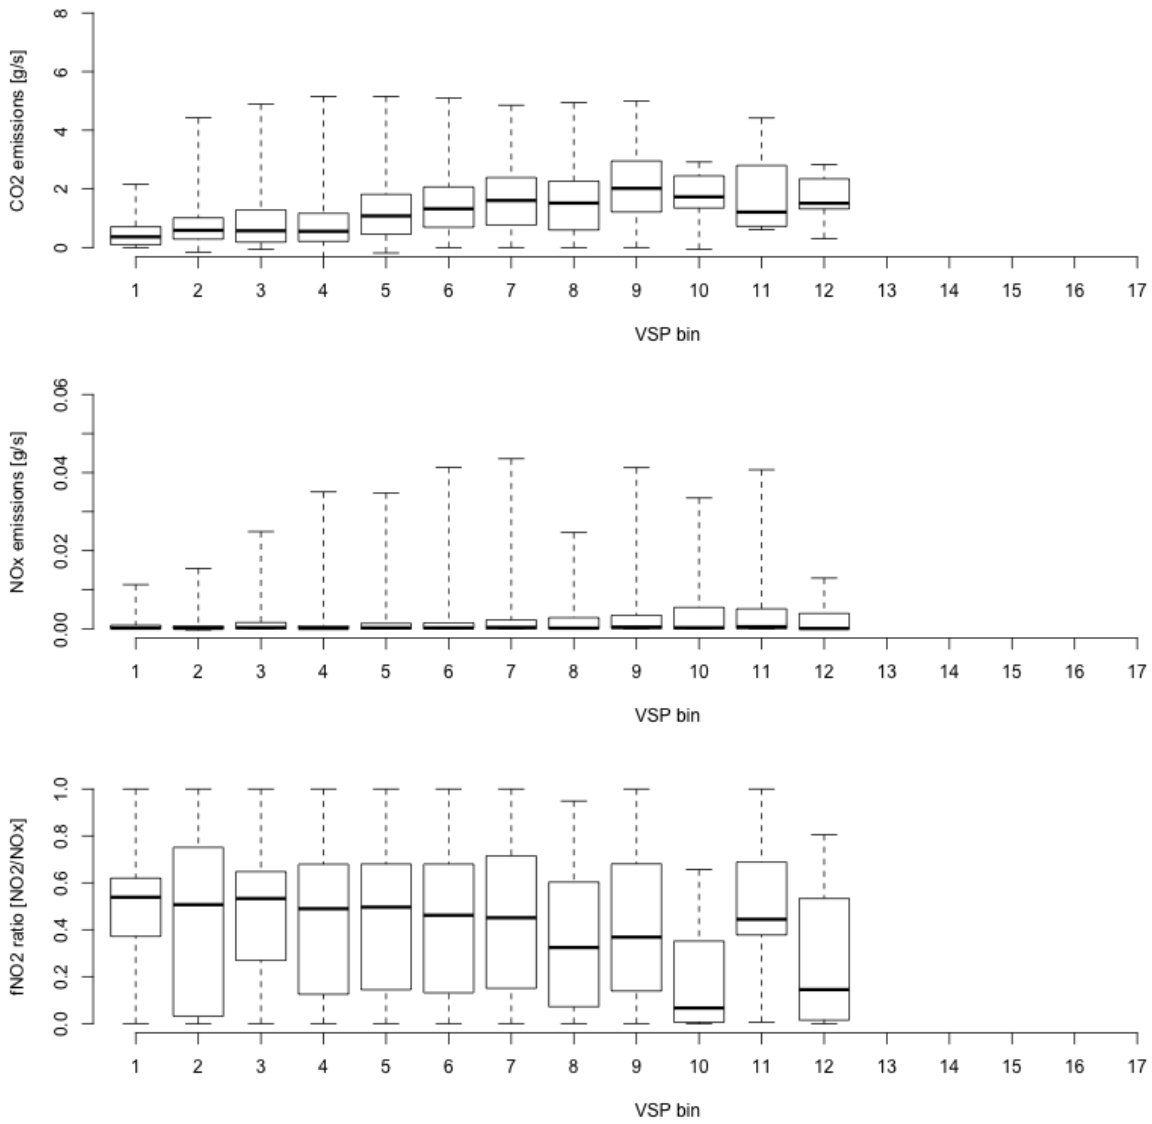 CO2 emissions [g/s]
8
6
4
2
0
1 2 3 4 5 6 7 8 9 10 11 12 13 14 15 16 17
VSP bin
NOx emissions [g/s]
0.06
0.04
0.02
0.00
1 2 3 4 5 6 7 8 9 10 11 12 13 14 15 16 17
VSP bin
fNO2 ratio [NO2/NOx]
1.0
0.8
0.6
0.4
0.2
0.0
1 2 3 4 5 6 7 8 9 10 11 12 13 14 15 16 17
VSP bin